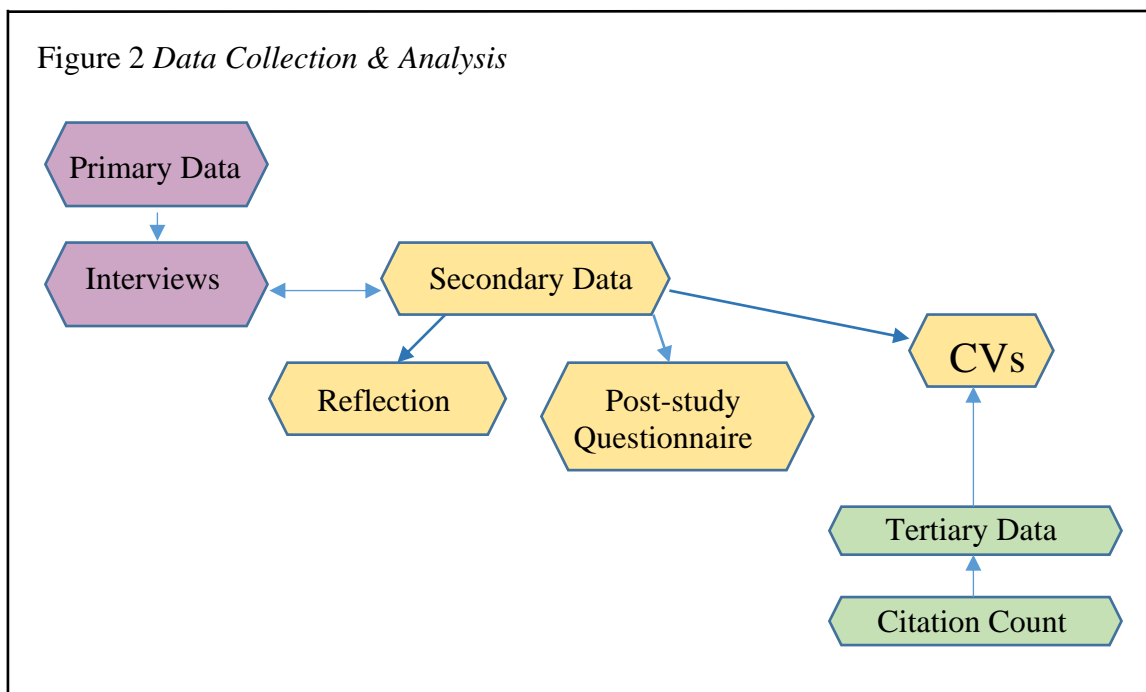 Figure 2 Data Collection & Analysis
Primary Data
Interviews
Secondary Data
CVs
Reflection
Post-study
Questionnaire
Tertiary Data
Citation Count